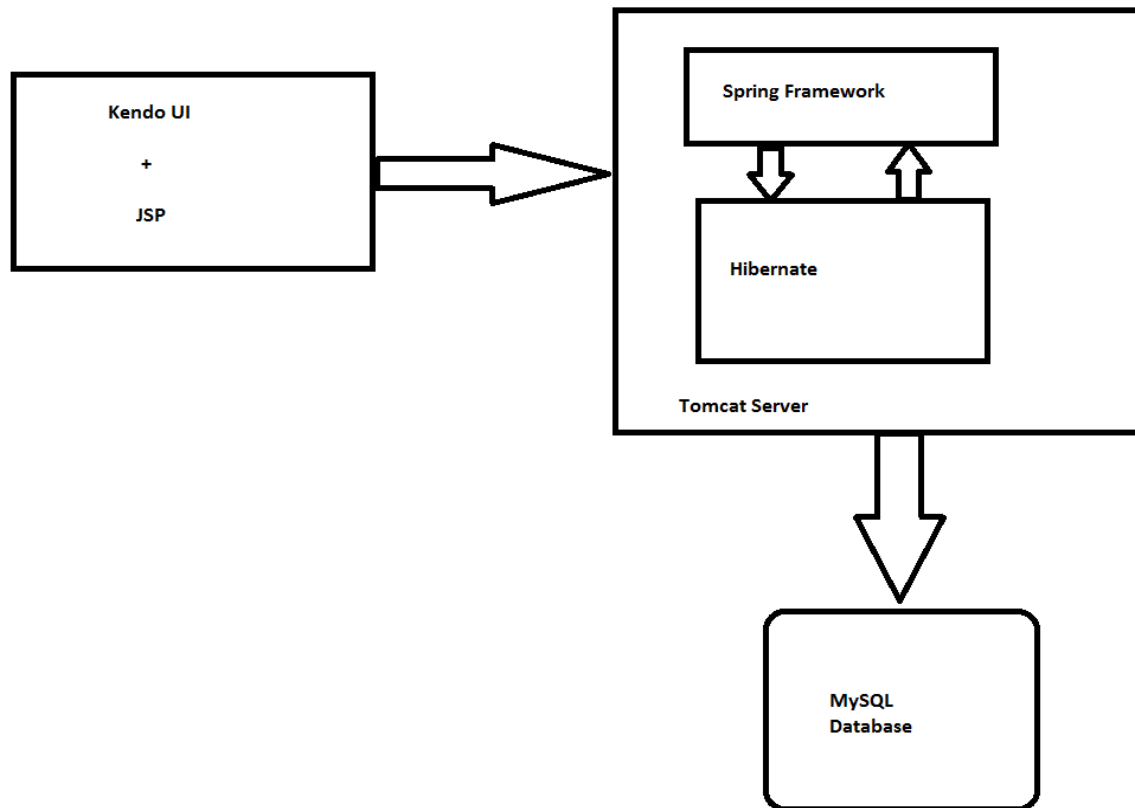 Kendo UI
+
JSP
Spring Framework
Hibernate
Tomcat Server
MySQL
Database